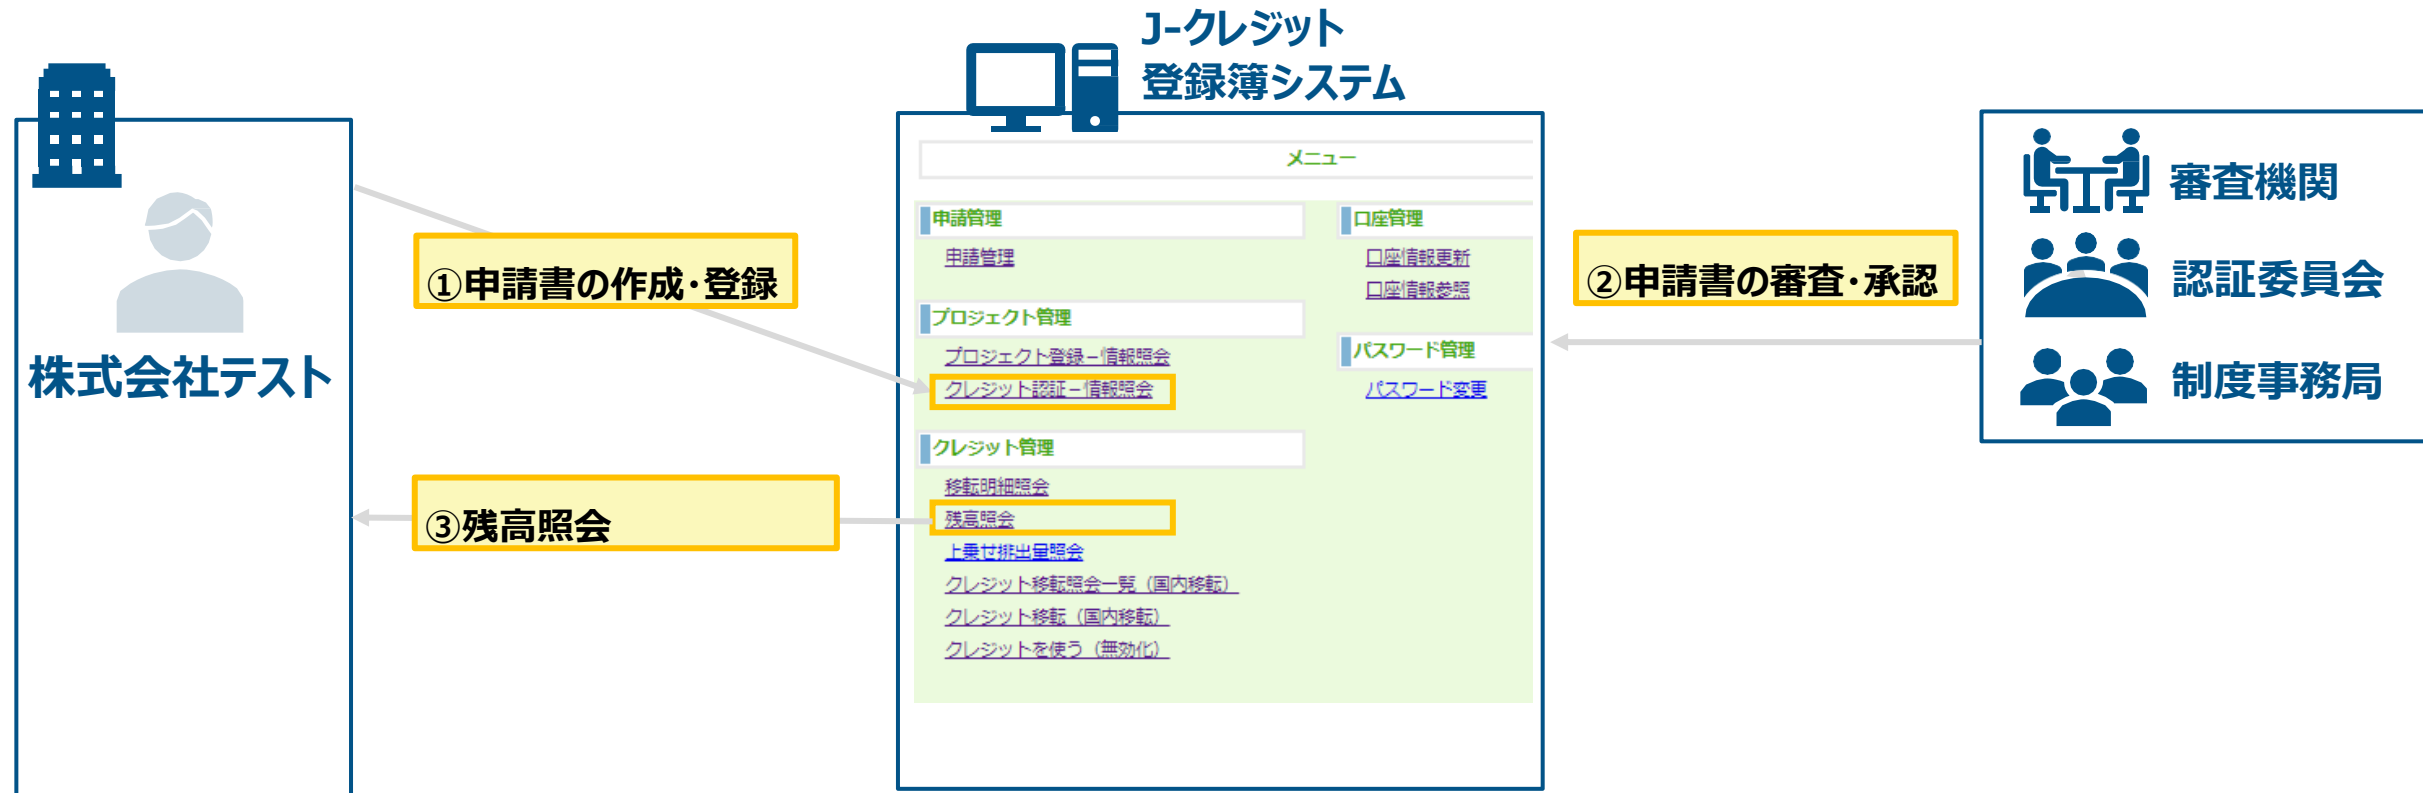 J-クレジット
登録簿システム
株式会社テスト
①申請書の作成・登録
③残高照会
メニュー
申請管理
申請管理
プロジェクト管理
プロジェクト登録－情報照会
クレジット認証－情報照会
クレジット管理
移転明細照会
残高照会
上乗せ排出量照会
クレジット移転照会一覧（国内移転）
クレジット移転（国内移転）
クレジットを使う（無効化）
口座管理
口座情報更新
口座情報参照
パスワード管理
パスワード変更
②申請書の審査・承認
審査機関
認証委員会
制度事務局